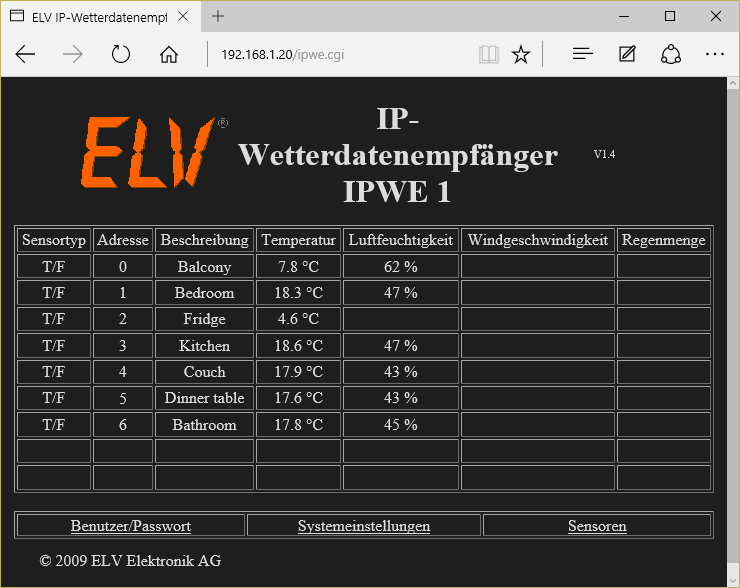 ELV IP-Wetterdatenempf
192.168.1.20/ipwe.cgi
ELV®
IP-
Wetterdatenempfänger
IPWE 1
V1.4
Sensortyp Adresse Beschreibung Temperatur Luftfeuchtigkeit Windgeschwindigkeit Regenmenge
T/F 0 Balcony 7.8 °C 62 %
T/F 1 Bedroom 18.3 °C 47 %
T/F 2 Fridge 4.6 °C
T/F 3 Kitchen 18.6 °C 47 %
T/F 4 Couch 17.9 °C 43 %
T/F 5 Dinner table 17.6 °C 43 %
T/F 6 Bathroom 17.8 °C 45 %
Benutzer/Passwort Systemeinstellungen Sensoren
© 2009 ELV Elektronik AG